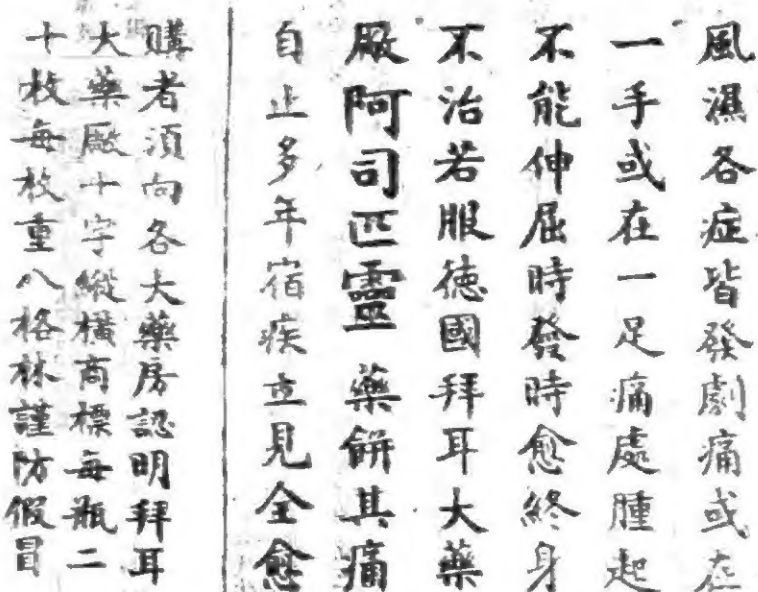 風濕各症皆發劇痛或在
一手或在一足痛處腫起
不能伸屈時發時愈終身
不治若服德國拜耳大藥
厰阿司匹靈藥餅其痛
自止多年宿疾立見全愈
購者須向各大藥房認明拜耳
大藥厰十字縱橫商標每瓶二
十枚每枚重八格林謹防假冒